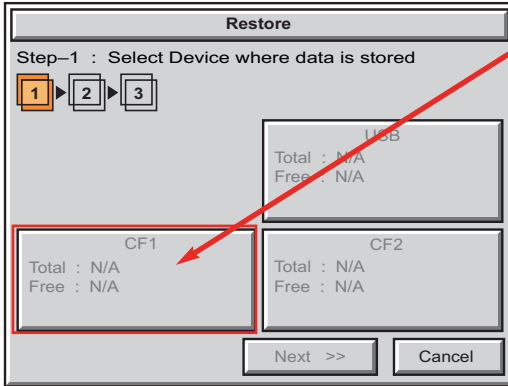 Restore
Step–1 : Select Device where data is stored
1 2 3
USB
Total : N/A
Free : N/A
CF1
Total : N/A
Free : N/A
CF2
Total : N/A
Free : N/A
Next >>
Cancel